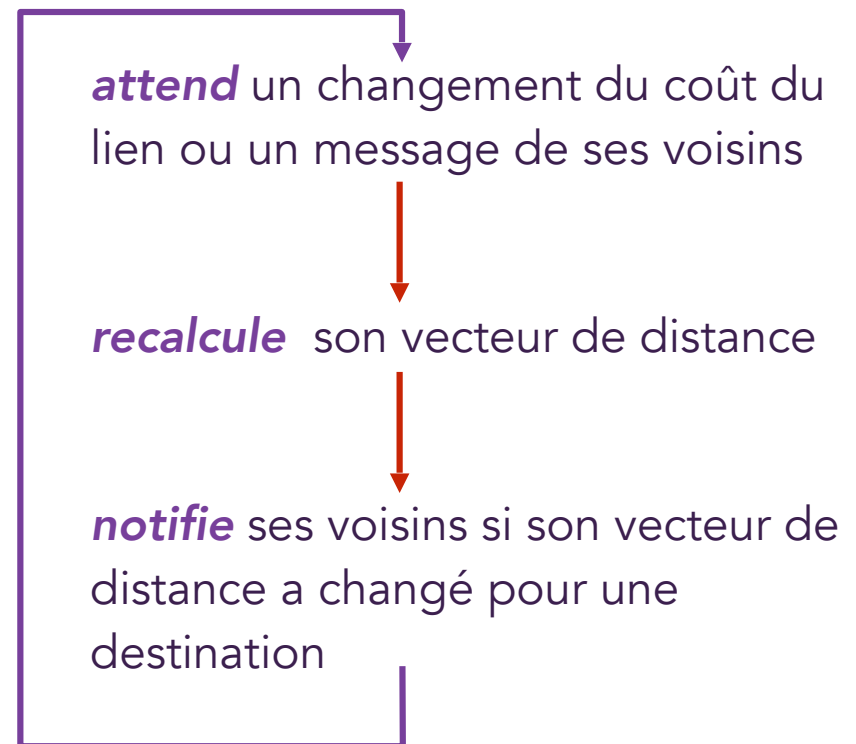 attend un changement du coût du
lien ou un message de ses voisins
recalcule son vecteur de distance
notifie ses voisins si son vecteur de
distance a changé pour une
destination